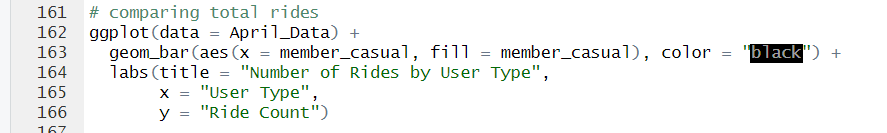 161 # comparing total rides
162 ggplot(data = April_Data) +
163   geom_bar(aes(x = member_casual, fill = member_casual), color = "black") +
164   labs(title = "Number of Rides by User Type",
165        x = "User Type",
166        y = "Ride Count")
167